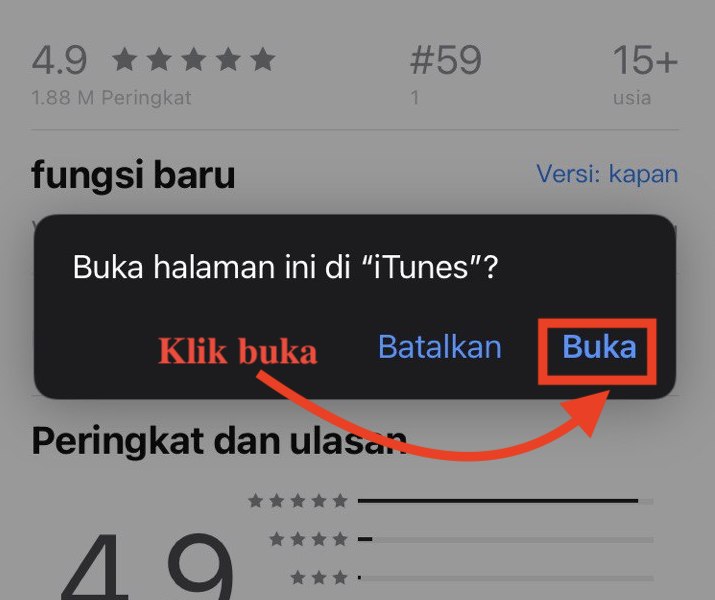 4.9 ★★★★★
#59
15+
1.88 M Peringkat
1
usia
fungsi baru
Versi: kapan
Buka halaman ini di “iTunes”?
Klik buka
Batalkan
Buka
Peringkat dan ulasan
★★★★★
★★★★
★★★
4.9